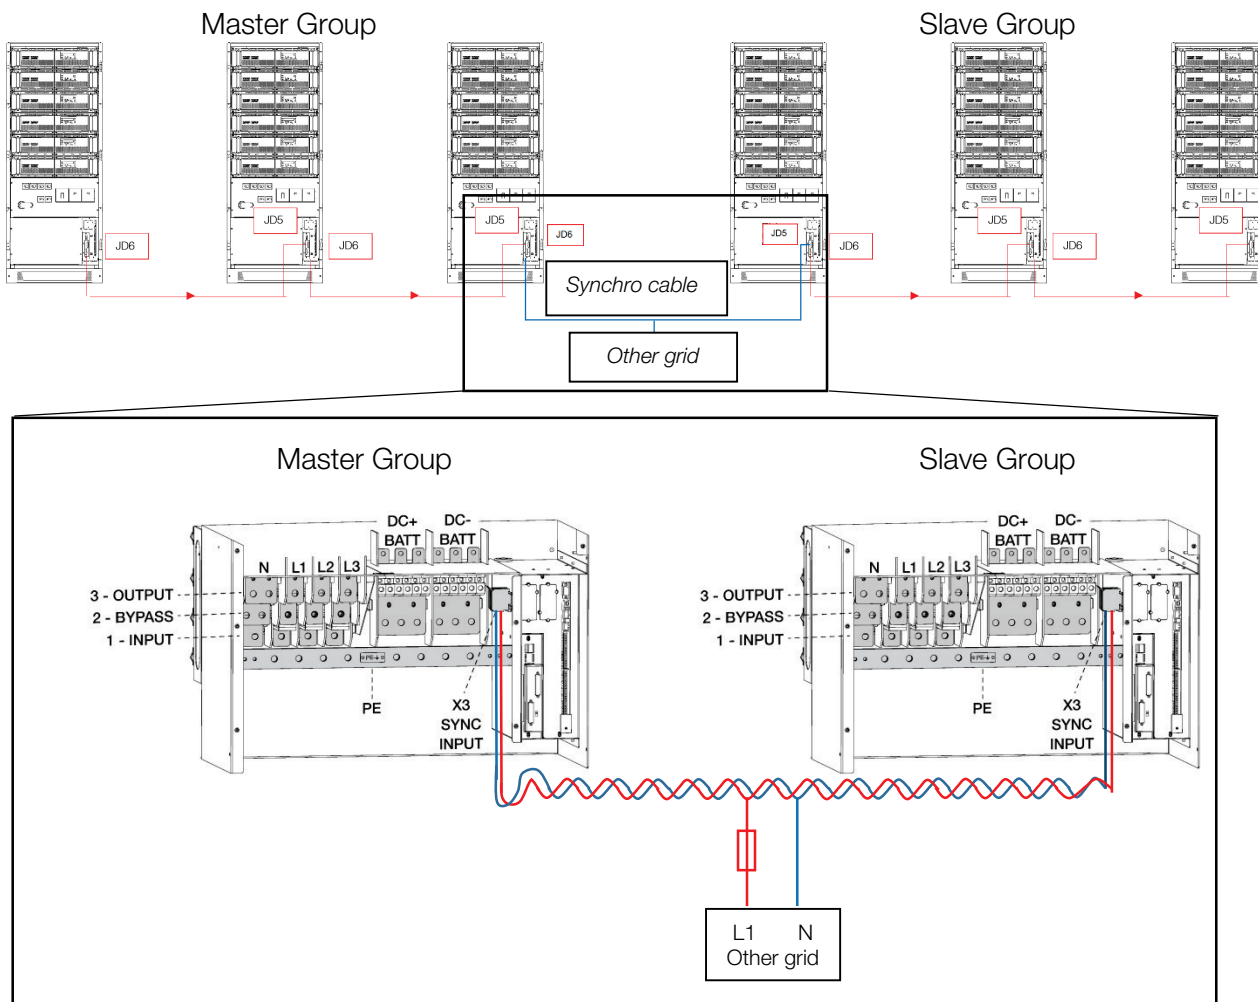 Master Group
Slave Group
JD5
JD6
JD6
JD5
JD6
JD5
JD6
JD5
JD6
JD5
Synchro cable
Other grid
Master Group
Slave Group
DC+ BATT
DC- BATT
N L1 L2 L3
3 - OUTPUT
2 - BYPASS
1 - INPUT
PE
PE
X3
SYNC
INPUT
DC+ BATT
DC- BATT
N L1 L2 L3
3 - OUTPUT
2 - BYPASS
1 - INPUT
PE
PE
X3
SYNC
INPUT
L1 N
Other grid